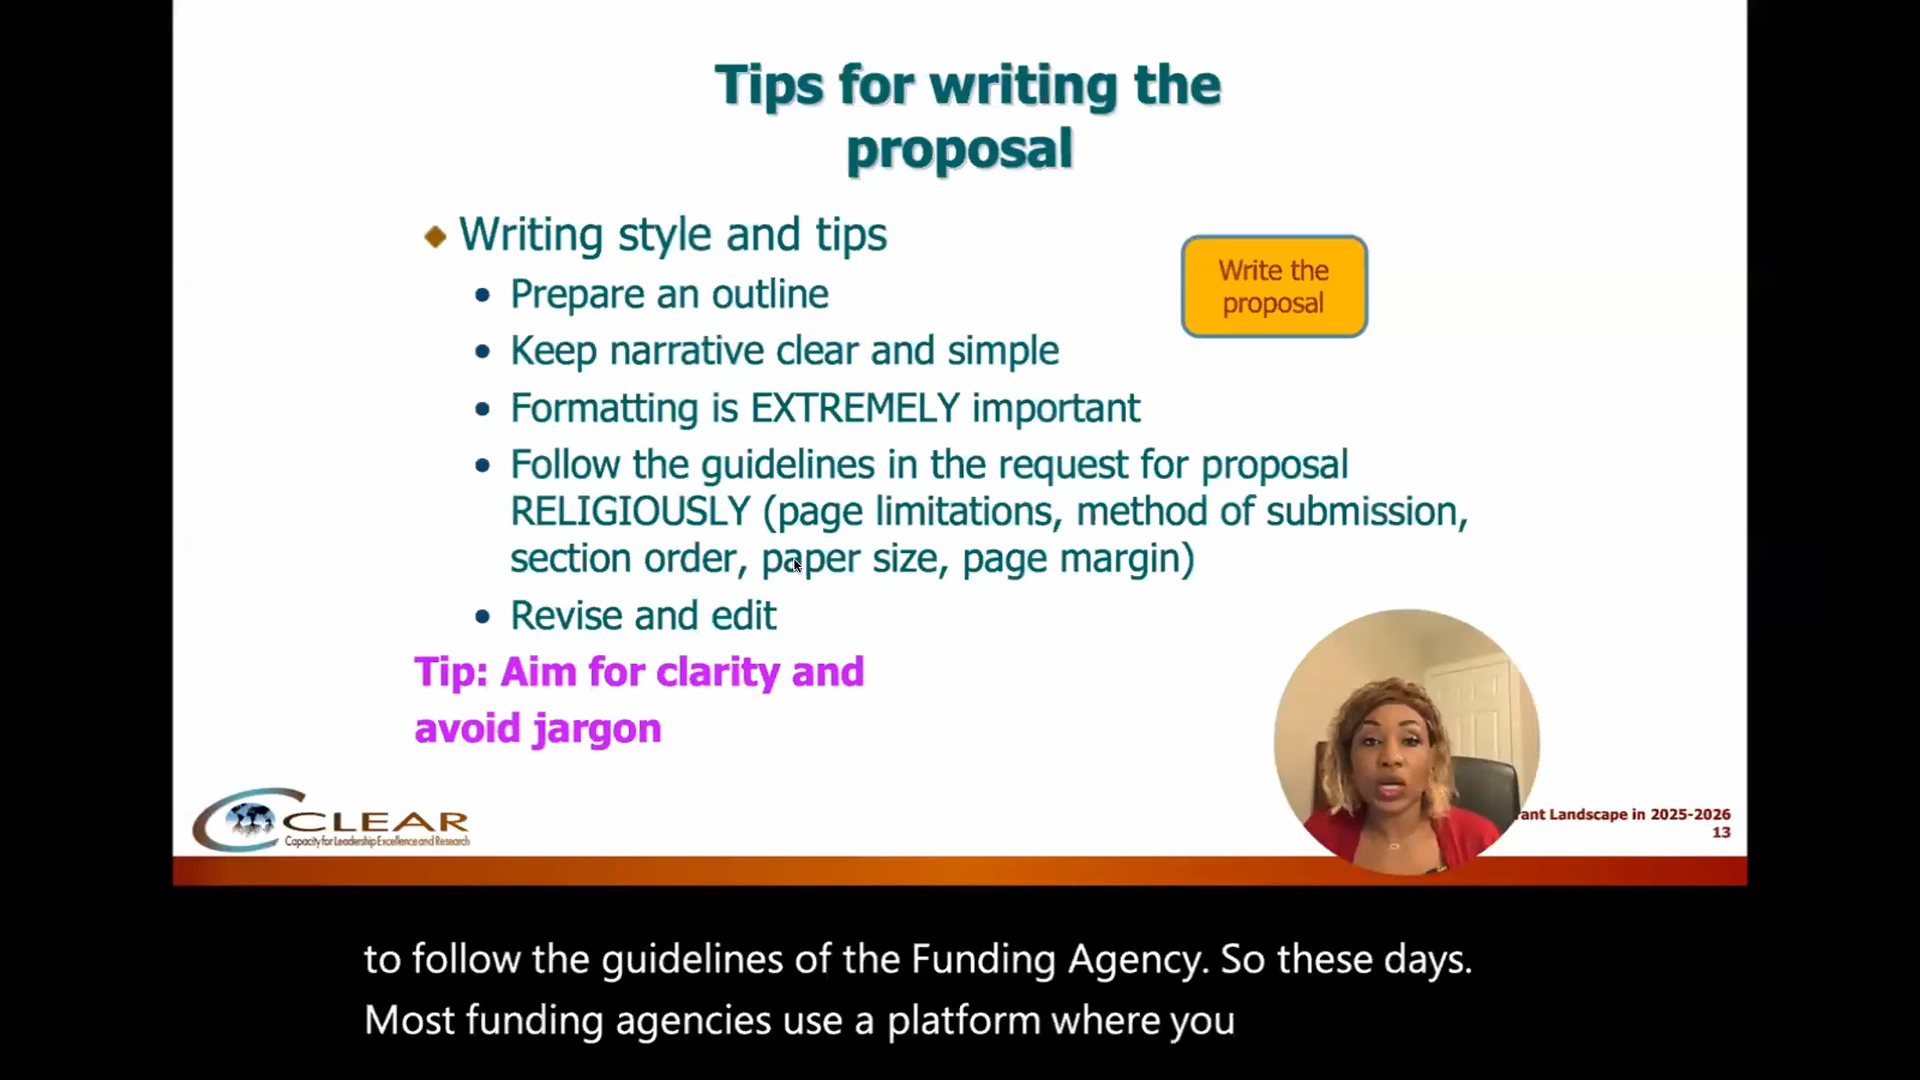 Tips for writing the
proposal
Writing style and tips
Write the
proposal
Prepare an outline
Keep narrative clear and simple
Formatting is EXTREMELY important
Follow the guidelines in the request for proposal
RELIGIOUSLY (page limitations, method of submission,
section order, paper size, page margin)
Revise and edit
Tip: Aim for clarity and
avoid jargon
CLEAR
Capacity for Leadership Excellence and Research
Landscape in 2025-2026
13
to follow the guidelines of the Funding Agency. So these days.
Most funding agencies use a platform where you